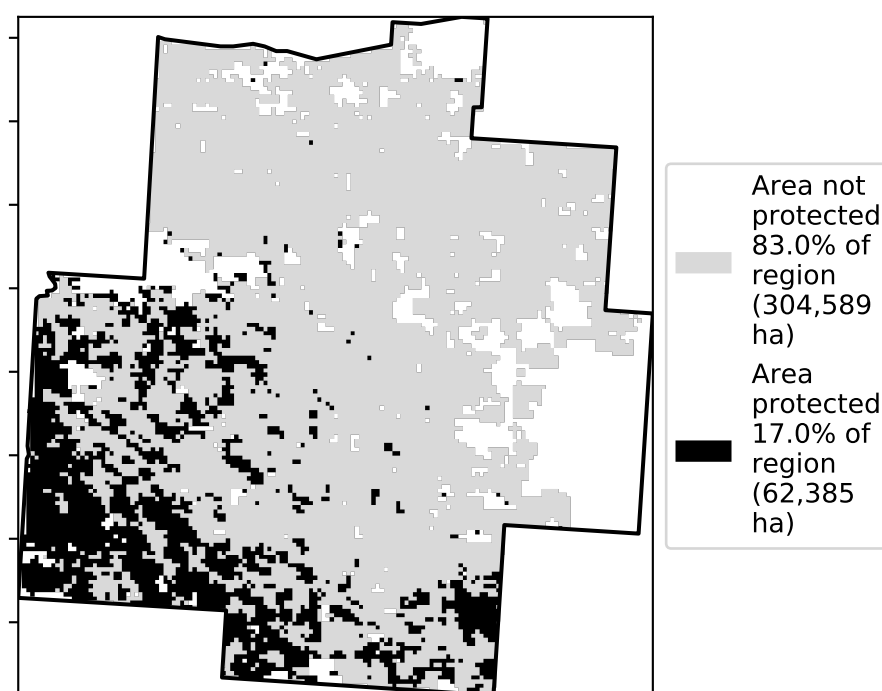 Area not
protected
83.0% of
region
(304,589
ha)
Area
protected
17.0% of
region
(62,385
ha)